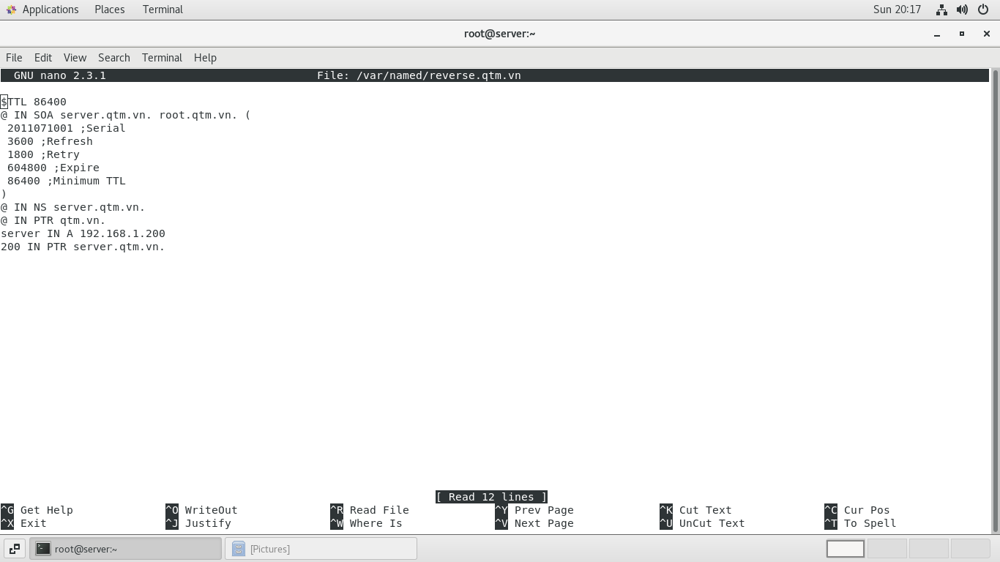 Applications Places Terminal Sun 20:17
root@server:~
File Edit View Search Terminal Help
GNU nano 2.3.1 File: /var/named/reverse.qtm.vn
$TTL 86400
@ IN SOA server.qtm.vn. root.qtm.vn. (
2011071001 ;Serial
3600 ;Refresh
1800 ;Retry
604800 ;Expire
86400 ;Minimum TTL
)
@ IN NS server.qtm.vn.
@ IN PTR qtm.vn.
server IN A 192.168.1.200
200 IN PTR server.qtm.vn.
[ Read 12 lines ]
^G Get Help ^O WriteOut ^R Read File ^Y Prev Page ^K Cut Text ^C Cur Pos
^X Exit ^J Justify ^W Where Is ^V Next Page ^U UnCut Text ^T To Spell
root@server:~ [Pictures]